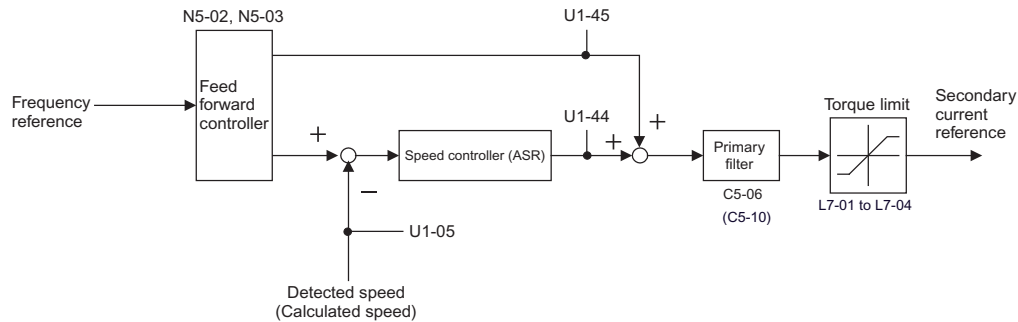 N5-02, N5-03
U1-45
Frequency
reference
Feed
forward
controller
+
−
Speed controller (ASR)
U1-44
+
+
Primary
filter
C5-06
(C5-10)
Torque limit
L7-01 to L7-04
Secondary
current
reference
U1-05
Detected speed
(Calculated speed)